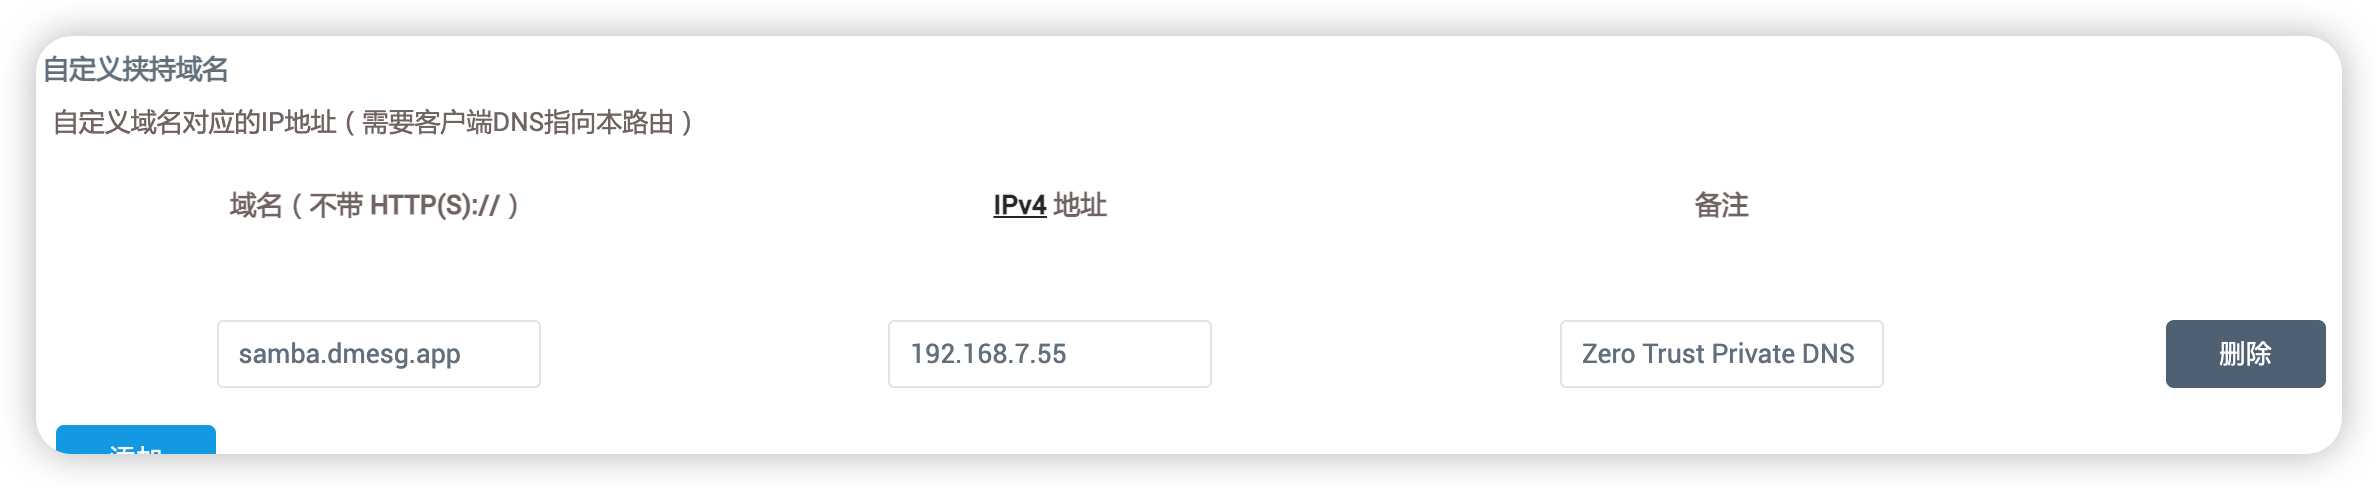 自定义挟持域名
自定义域名对应的IP地址（需要客户端DNS指向本路由）
域名（不带 HTTP(S)://） IPv4 地址 备注
samba.dmesg.app 192.168.7.55 Zero Trust Private DNS 删除
添加